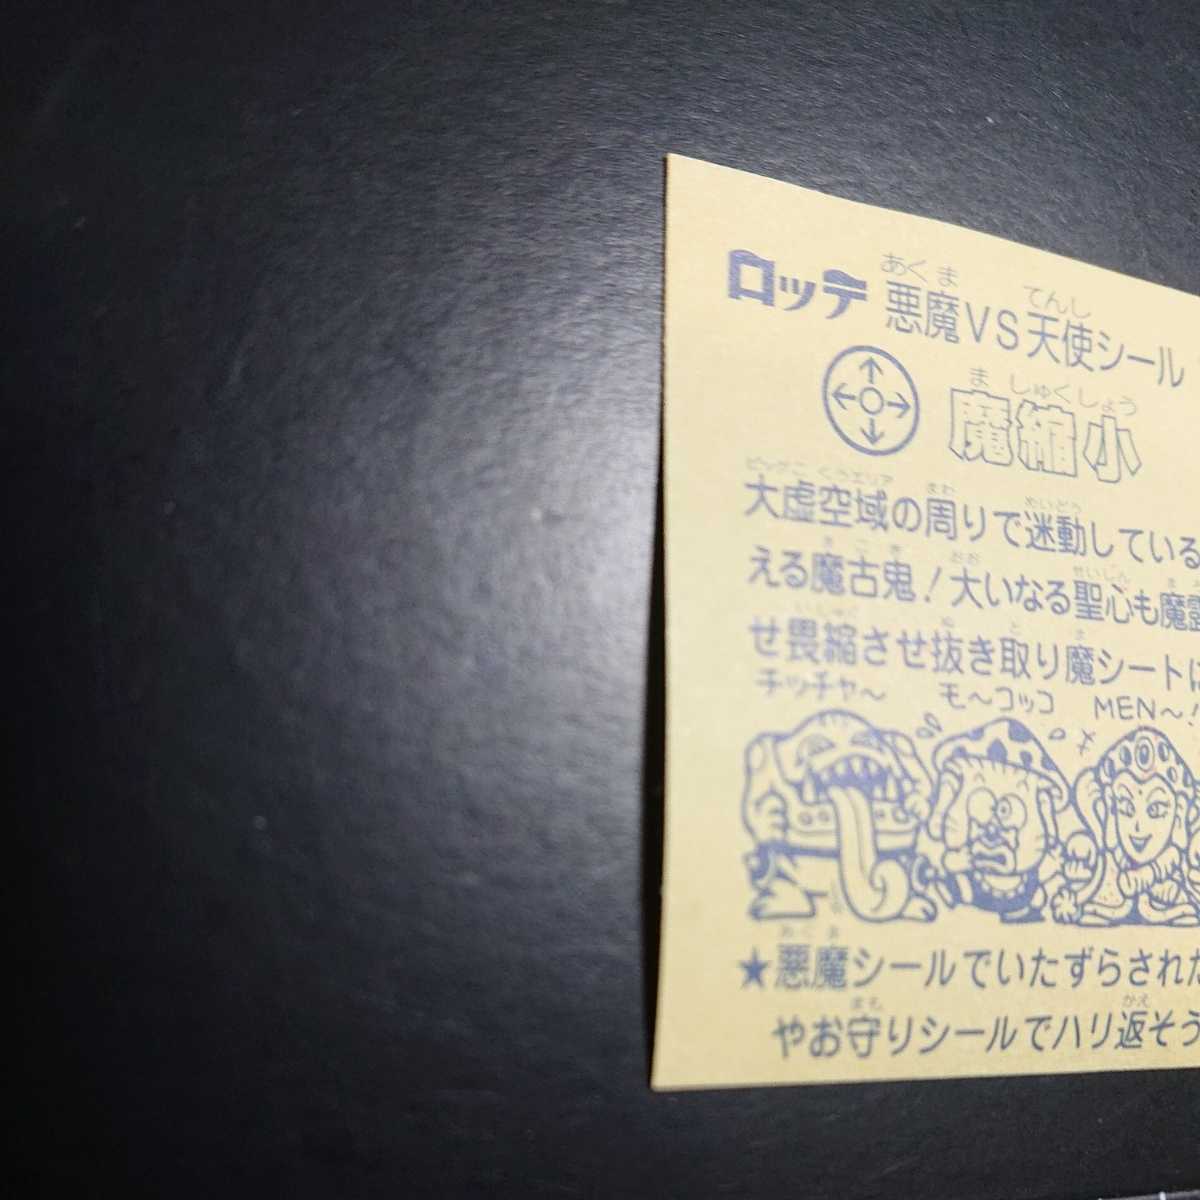 ロッテ 悪魔VS天使シール
あくま てんし
魔縮小
ましゅくしょう
大虚空域の周りで迷動している
ビッグこくうエリア まわ めいどう
える魔古鬼!大いなる聖心も魔露
まこき おお せいしん ま
せ畏縮させ抜き取り魔シートに
いしゅく ぬ と ま
チッチャ〜 モ〜コッコ MEN〜!
★悪魔シールでいたずらされた
あくま
やお守りシールでハリ返そう
まも かえ